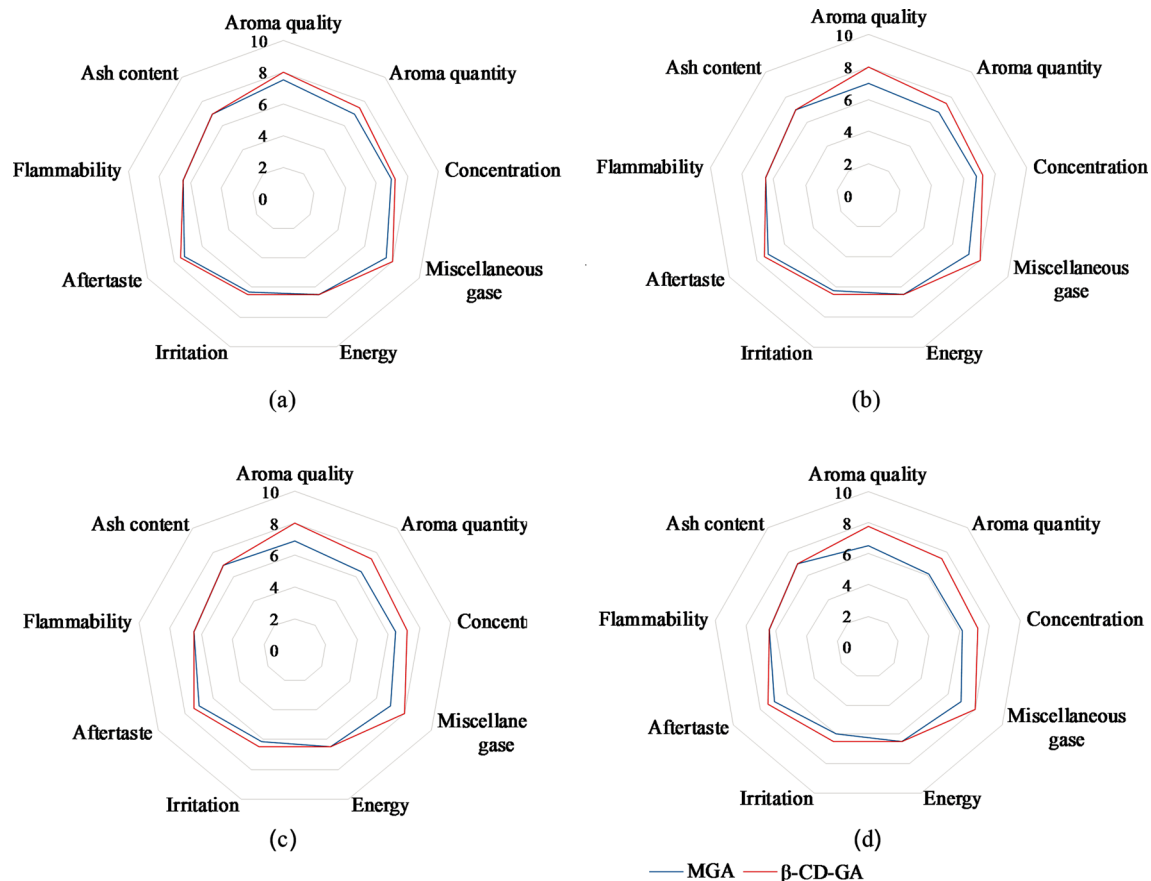 Aroma quality
10
Ash content
Aroma quantity
8
6
4
Flammability
Concentration
2
0
Aftertaste
Miscellaneous
gase
Irritation
Energy
(a)
Aroma quality
10
Ash content
Aroma quantity
8
6
4
Flammability
Concentration
2
0
Aftertaste
Miscellaneous
gase
Irritation
Energy
(b)
Aroma quality
10
Ash content
Aroma quantity
8
6
4
Flammability
Concent
2
0
Aftertaste
Miscellane
gase
Irritation
Energy
(c)
Aroma quality
10
Ash content
Aroma quantity
8
6
4
Flammability
Concentration
2
0
Aftertaste
Miscellaneous
gase
Irritation
Energy
(d)
MGA β-CD-GA